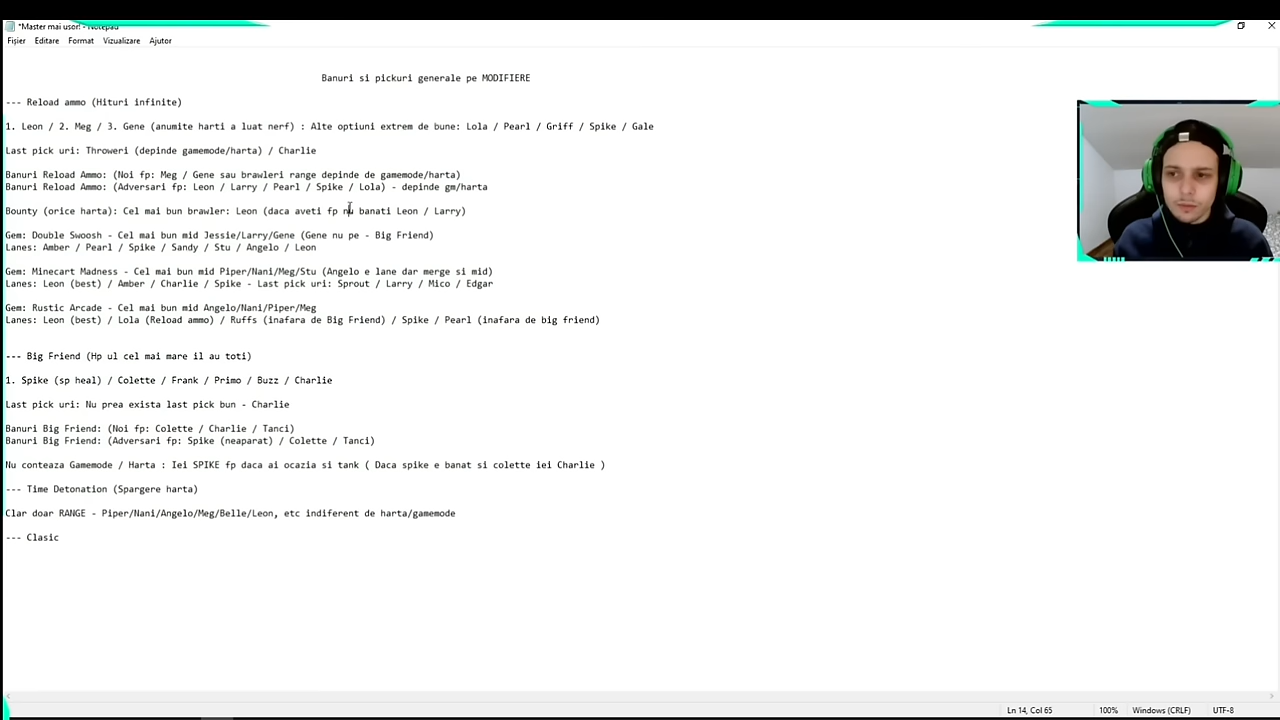 *Master mai usor! - Notepad
Fișier Editare Format Vizualizare Ajutor
Banuri si pickuri generale pe MODIFIERE
--- Reload ammo (Hituri infinite)
1. Leon / 2. Meg / 3. Gene (anumite harti a luat nerf) : Alte optiuni extrem de bune: Lola / Pearl / Griff / Spike / Gale
Last pick uri: Throweri (depinde gamemode/harta) / Charlie
Banuri Reload Ammo: (Noi fp: Meg / Gene sau brawleri range depinde de gamemode/harta)
Banuri Reload Ammo: (Adversari fp: Leon / Larry / Pearl / Spike / Lola) - depinde gm/harta
Bounty (orice harta): Cel mai bun brawler: Leon (daca aveti fp nu banati Leon / Larry)
Gem: Double Swoosh - Cel mai bun mid Jessie/Larry/Gene (Gene nu pe - Big Friend)
Lanes: Amber / Pearl / Spike / Sandy / Stu / Angelo / Leon
Gem: Minecart Madness - Cel mai bun mid Piper/Nani/Meg/Stu (Angelo e lane dar merge si mid)
Lanes: Leon (best) / Amber / Charlie / Spike - Last pick uri: Sprout / Larry / Mico / Edgar
Gem: Rustic Arcade - Cel mai bun mid Angelo/Nani/Piper/Meg
Lanes: Leon (best) / Lola (Reload ammo) / Ruffs (inafara de Big Friend) / Spike / Pearl (inafara de big friend)
--- Big Friend (Hp ul cel mai mare il au toti)
1. Spike (sp heal) / Colette / Frank / Primo / Buzz / Charlie
Last pick uri: Nu prea exista last pick bun - Charlie
Banuri Big Friend: (Noi fp: Colette / Charlie / Tanci)
Banuri Big Friend: (Adversari fp: Spike (neaparat) / Colette / Tanci)
Nu conteaza Gamemode / Harta : Iei SPIKE fp daca ai ocazia si tank ( Daca spike e banat si colette iei Charlie )
--- Time Detonation (Spargere harta)
Clar doar RANGE - Piper/Nani/Angelo/Meg/Belle/Leon, etc indiferent de harta/gamemode
--- Clasic
Ln 14, Col 65 100% Windows (CRLF) UTF-8